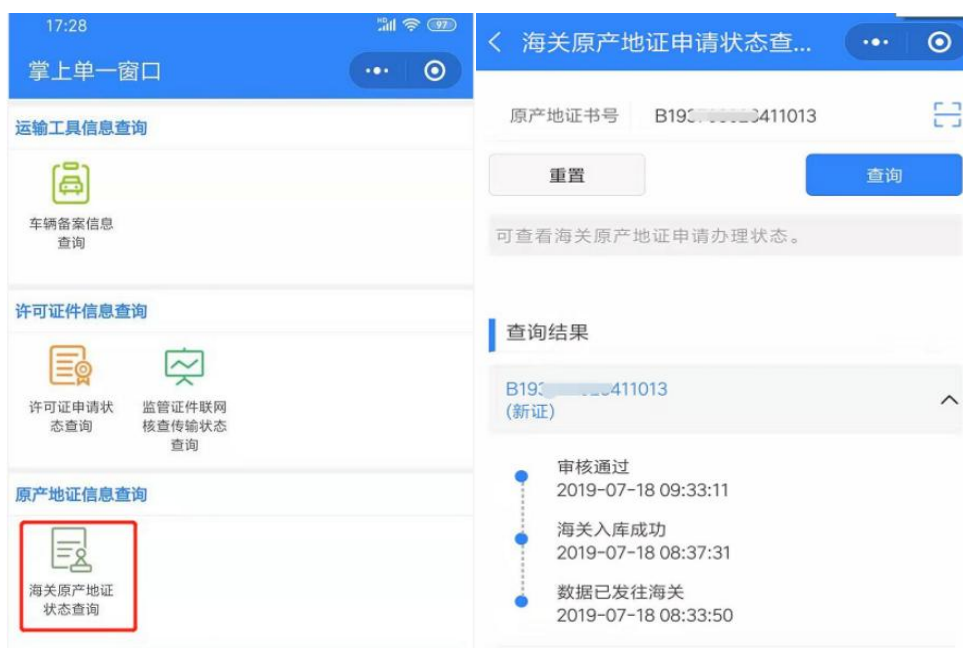 17:28
HD 97
掌上单一窗口
运输工具信息查询
车辆备案信息
查询
许可证件信息查询
许可证申请状
态查询
监管证件联网
核查传输状态
查询
原产地证信息查询
海关原产地证
状态查询
海关原产地证申请状态查...
原产地证书号 B193 411013
重置 查询
可查看海关原产地证申请办理状态。
查询结果
B193 411013
(新证)
审核通过
2019-07-18 09:33:11
海关入库成功
2019-07-18 08:37:31
数据已发往海关
2019-07-18 08:33:50